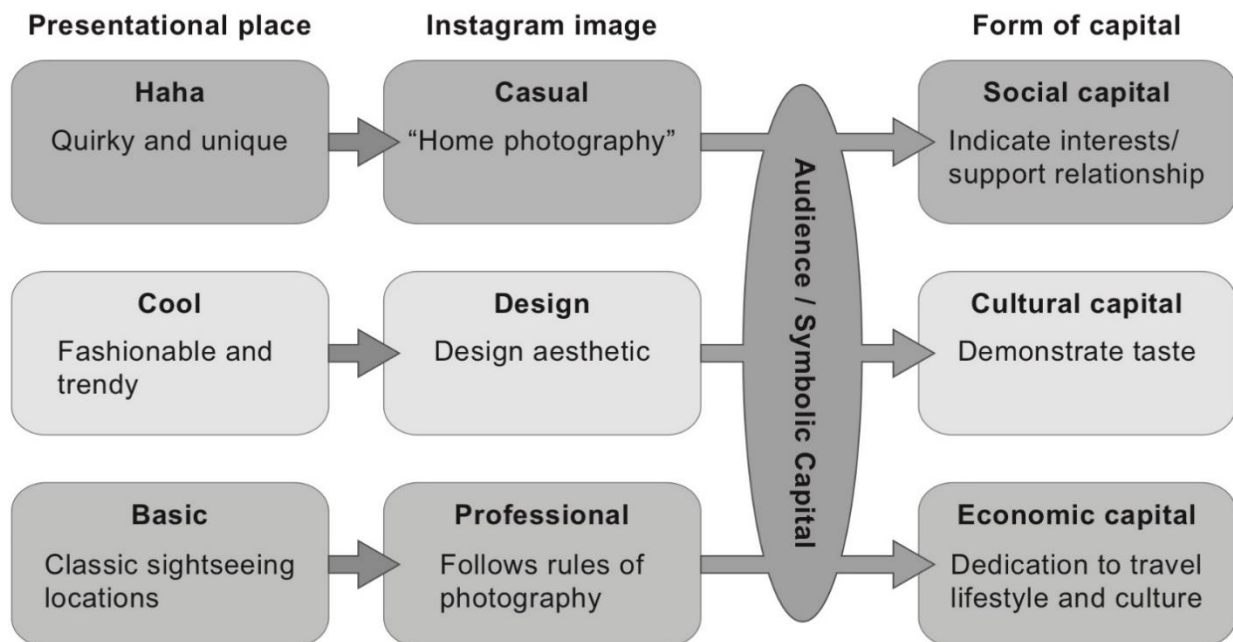 Presentational place
Instagram image
Form of capital
Haha
Quirky and unique
Casual
“Home photography”
Social capital
Indicate interests/
support relationship
Cool
Fashionable and
trendy
Design
Design aesthetic
Cultural capital
Demonstrate taste
Basic
Classic sightseeing
locations
Professional
Follows rules of
photography
Economic capital
Dedication to travel
lifestyle and culture
Audience / Symbolic Capital